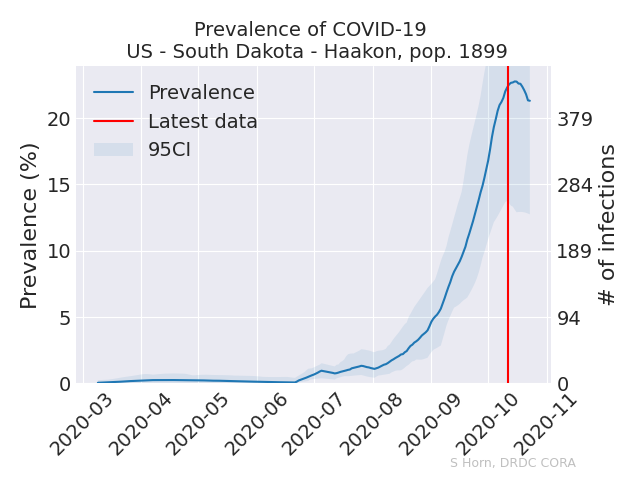 Prevalence of COVID-19
US - South Dakota - Haakon, pop. 1899
Prevalence
Latest data
95CI
Prevalence (%)
20
15
10
5
0
379
284
189
94
0
# of infections
2020-03
2020-04
2020-05
2020-06
2020-07
2020-08
2020-09
2020-10
2020-11
S Horn, DRDC CORA